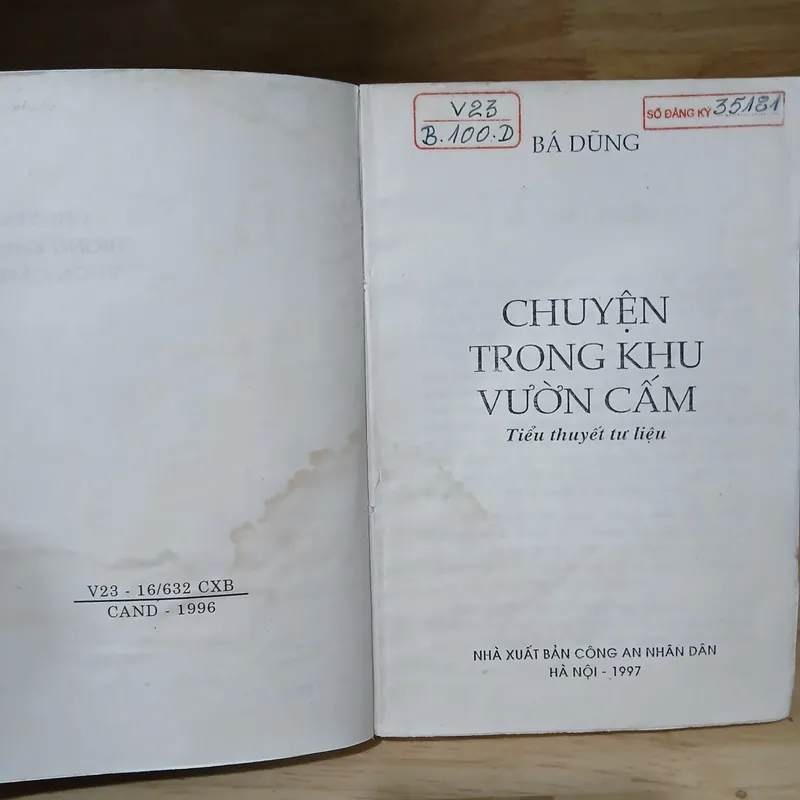 V23 - 16/632 CXB
CAND - 1996
V23
B.100.D
SỐ ĐĂNG KÝ 35181
BÁ DŨNG
CHUYỆN
TRONG KHU
VƯỜN CẤM
Tiểu thuyết tư liệu
NHÀ XUẤT BẢN CÔNG AN NHÂN DÂN
HÀ NỘI - 1997